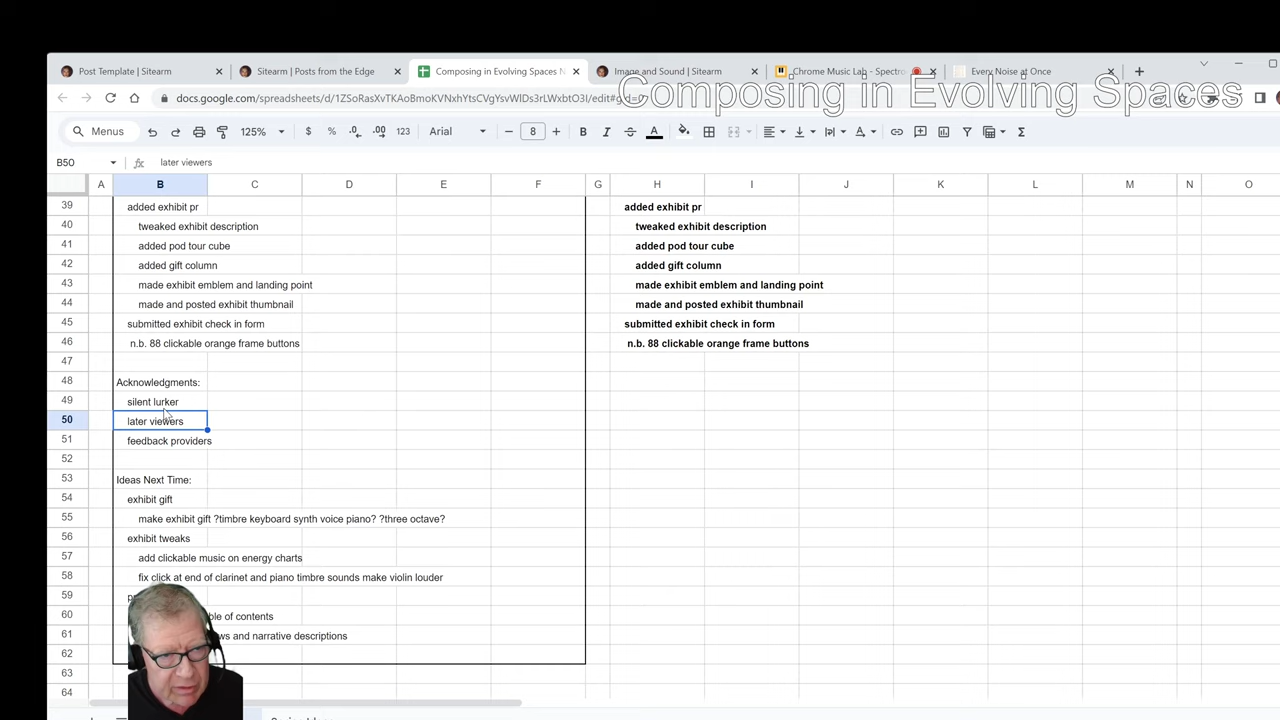 Post Template | Sitearm
Sitearm | Posts from the Edge
Composing in Evolving Spaces N
Image and Sound | Sitearm
Chrome Music Lab - Spectro
Every Noise at Once
Composing in Evolving Spaces
Menus
125%
$ % .0 .00 123
Arial
8
B I A
B50
later viewers
A B C D E F G H I J K L M N O
39 added exhibit pr added exhibit pr
40 tweaked exhibit description tweaked exhibit description
41 added pod tour cube added pod tour cube
42 added gift column added gift column
43 made exhibit emblem and landing point made exhibit emblem and landing point
44 made and posted exhibit thumbnail made and posted exhibit thumbnail
45 submitted exhibit check in form submitted exhibit check in form
46 n.b. 88 clickable orange frame buttons n.b. 88 clickable orange frame buttons
47
48 Acknowledgments:
49 silent lurker
50 later viewers
51 feedback providers
52
53 Ideas Next Time:
54 exhibit gift
55 make exhibit gift ?timbre keyboard synth voice piano? ?three octave?
56 exhibit tweaks
57 add clickable music on energy charts
58 fix click at end of clarinet and piano timbre sounds make violin louder
59
60 of contents
61 and narrative descriptions
62
63
64